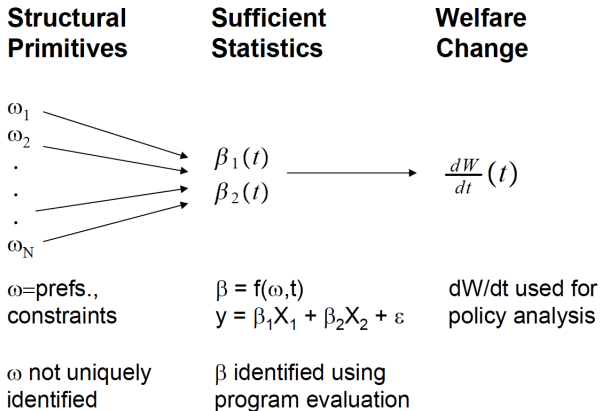 Structural Primitives
Sufficient Statistics
Welfare Change
ω1
ω2
.
.
.
ωN
β1(t)
β2(t)
dW/dt (t)
ω=prefs., constraints
β = f(ω,t)
y = β1X1 + β2X2 + ε
dW/dt used for policy analysis
ω not uniquely identified
β identified using program evaluation